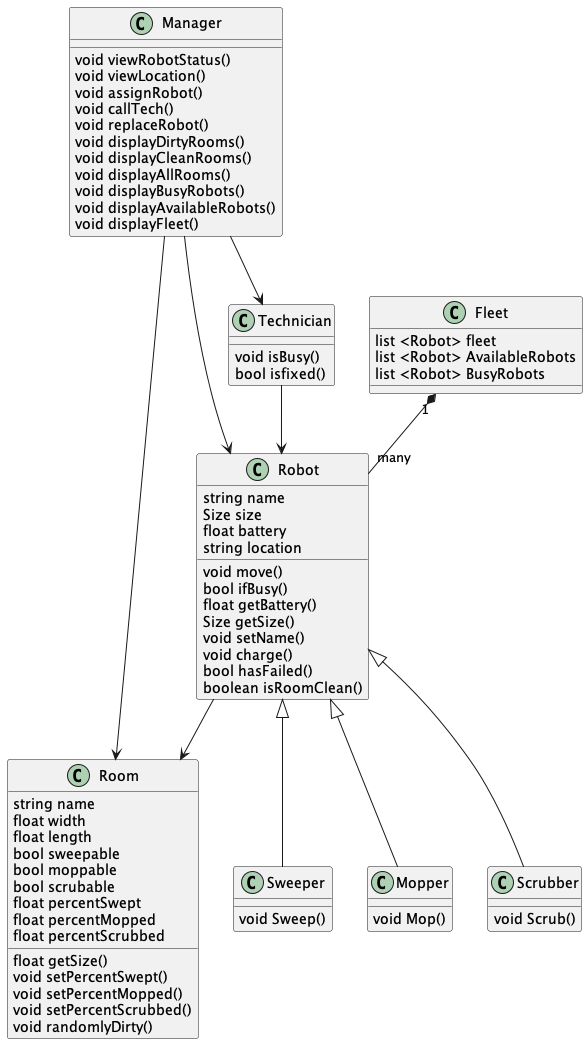 Manager
void viewRobotStatus()
void viewLocation()
void assignRobot()
void callTech()
void replaceRobot()
void displayDirtyRooms()
void displayCleanRooms()
void displayAllRooms()
void displayBusyRobots()
void displayAvailableRobots()
void displayFleet()
Technician
void isBusy()
bool isfixed()
Fleet
list <Robot> fleet
list <Robot> AvailableRobots
list <Robot> BusyRobots
1
many
Robot
string name
Size size
float battery
string location
void move()
bool ifBusy()
float getBattery()
Size getSize()
void setName()
void charge()
bool hasFailed()
boolean isRoomClean()
Room
string name
float width
float length
bool sweepable
bool moppable
bool scrubable
float percentSwept
float percentMopped
float percentScrubbed
float getSize()
void setPercentSwept()
void setPercentMopped()
void setPercentScrubbed()
void randomlyDirty()
Sweeper
void Sweep()
Mopper
void Mop()
Scrubber
void Scrub()
C
C
C
C
C
C
C
C